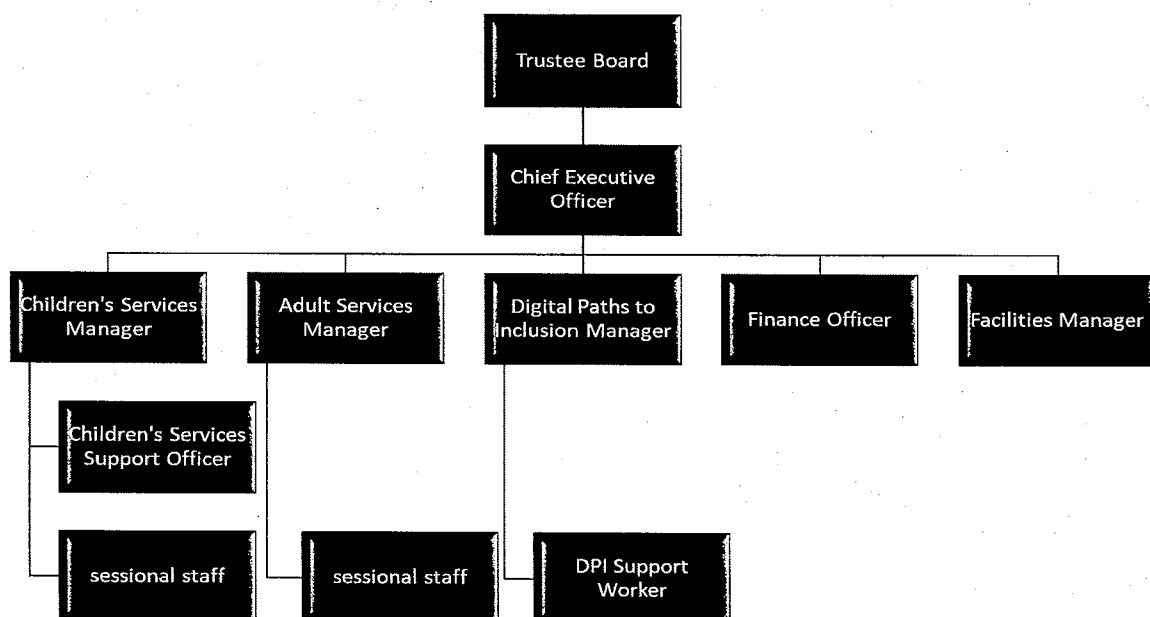 Trustee Board
Chief Executive
Officer
Children's Services
Manager
Adult Services
Manager
Digital Paths to
Inclusion Manager
Finance Officer
Facilities Manager
Children's Services
Support Officer
sessional staff
sessional staff
DPI Support
Worker